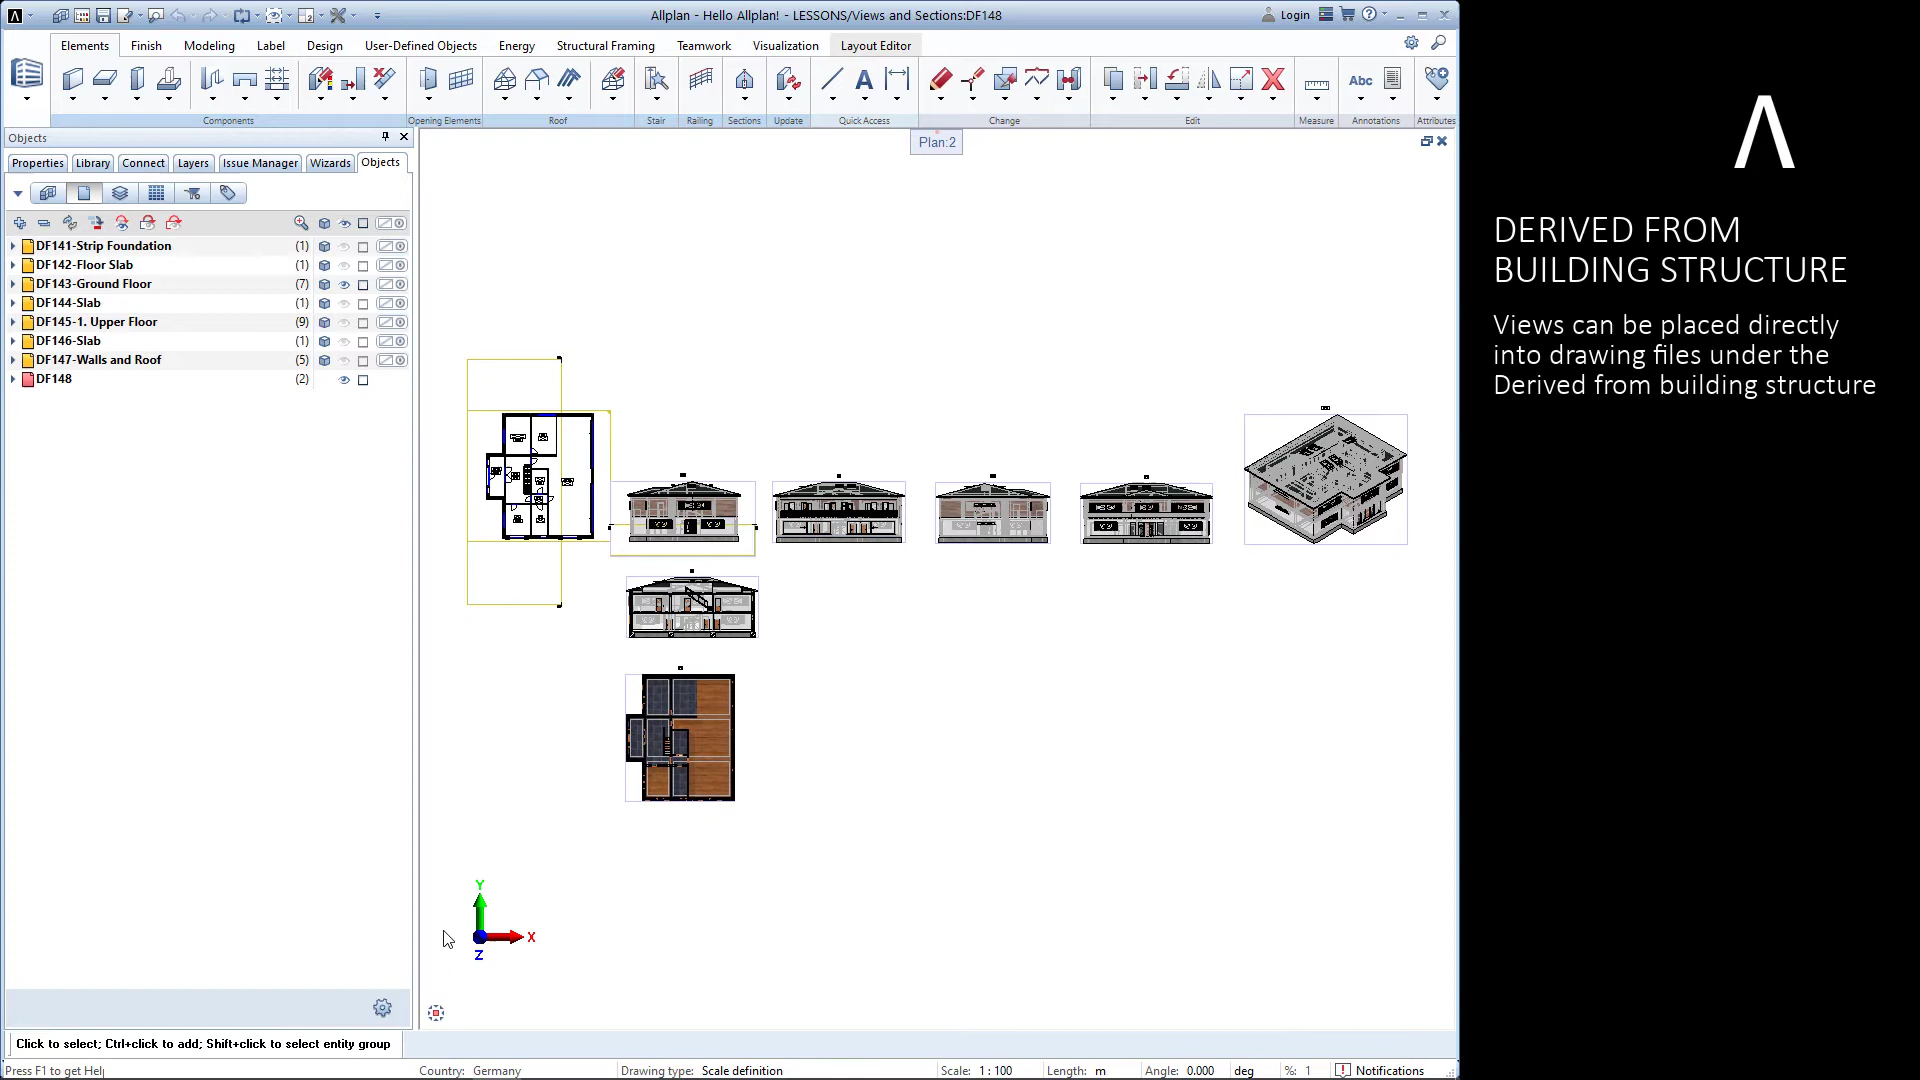 Allplan - Hello Allplan! - LESSONS/Views and Sections:DF148
Login
Elements
Finish
Modeling
Label
Design
User-Defined Objects
Energy
Structural Framing
Teamwork
Visualization
Layout Editor
Abc
Components
Opening Elements
Roof
Stair
Railing
Sections
Update
Quick Access
Change
Edit
Measure
Annotations
Attributes
Objects
Plan:2
Properties
Library
Connect
Layers
Issue Manager
Wizards
Objects
DF141-Strip Foundation (1)
DF142-Floor Slab (1)
DF143-Ground Floor (7)
DF144-Slab (1)
DF145-1. Upper Floor (9)
DF146-Slab (1)
DF147-Walls and Roof (5)
DF148 (2)
Y
X
Z
Click to select; Ctrl+click to add; Shift+click to select entity group
Press F1 to get Hel
Country: Germany
Drawing type: Scale definition
Scale: 1 : 100
Length: m
Angle: 0.000 deg
%: 1
Notifications
DERIVED FROM
BUILDING STRUCTURE
Views can be placed directly
into drawing files under the
Derived from building structure